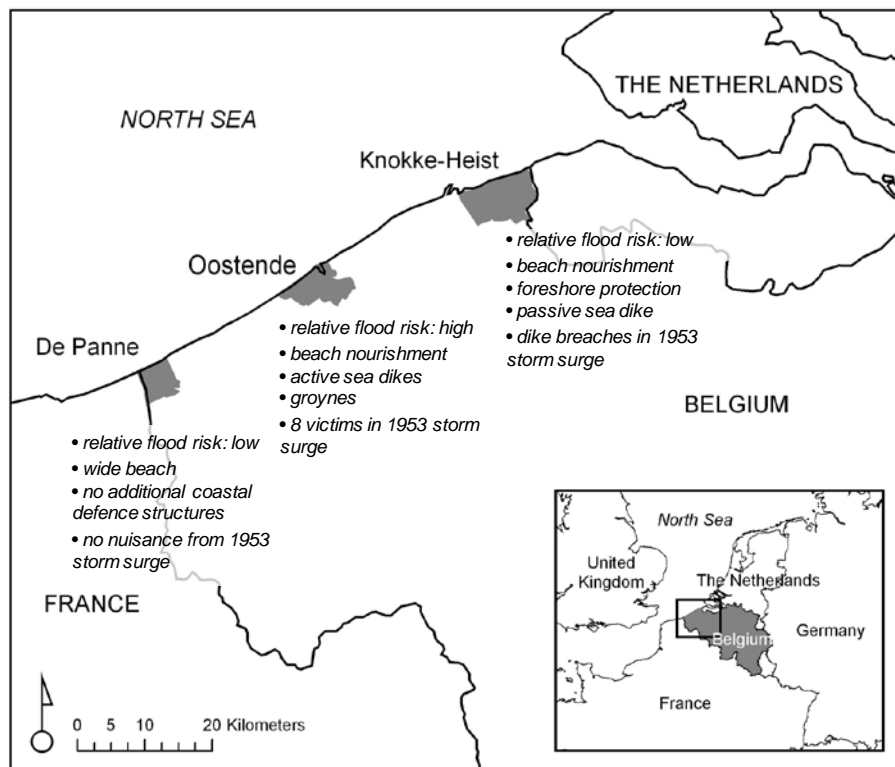 THE NETHERLANDS
NORTH SEA
Knokke-Heist
• relative flood risk: low
• beach nourishment
• foreshore protection
• passive sea dike
• dike breaches in 1953
storm surge
Oostende
• relative flood risk: high
• beach nourishment
• active sea dikes
• groynes
• 8 victims in 1953 storm
surge
De Panne
• relative flood risk: low
• wide beach
• no additional coastal
defence structures
• no nuisance from 1953
storm surge
BELGIUM
FRANCE
0 5 10 20 Kilometers
North Sea
United
Kingdom
The Netherlands
Belgium
Germany
France